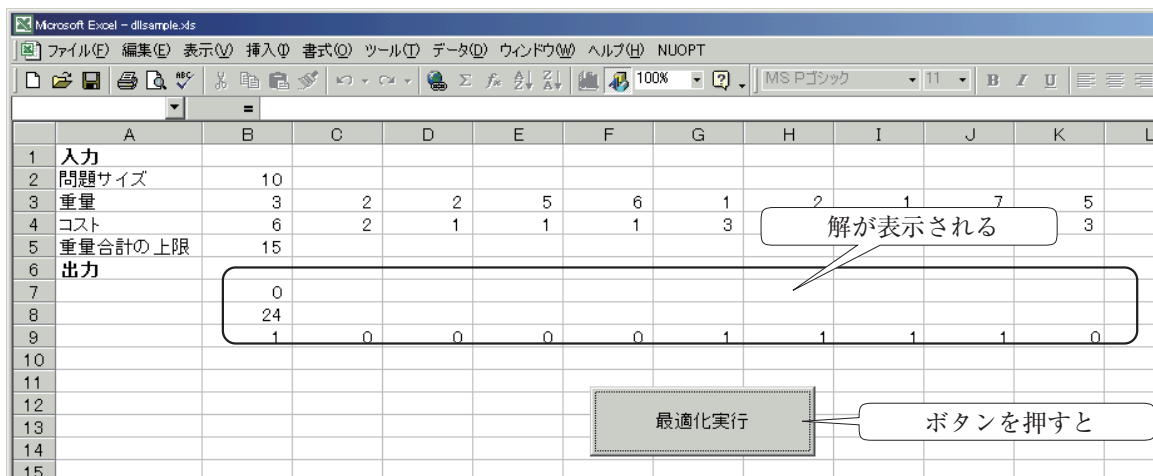 Microsoft Excel - dllsample.xls
ファイル(F) 編集(E) 表示(V) 挿入(I) 書式(O) ツール(T) データ(D) ウィンドウ(W) ヘルプ(H) NUOPT
100% MS Pゴシック 11 B I U
=
A B C D E F G H I J K L
1 入力
2 問題サイズ 10
3 重量 3 2 2 5 6 1 2 1 7 5
4 コスト 6 2 1 1 1 3 3
解が表示される
5 重量合計の上限 15
6 出力
7 0
8 24
9 1 0 0 0 0 1 1 1 1 0
10
11
12
最適化実行
ボタンを押すと
13
14
15